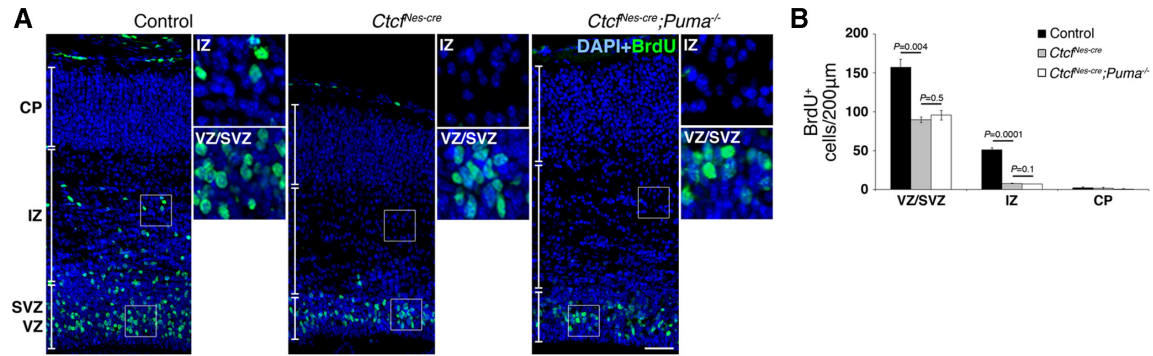 A
Control
Ctcf^Nes-cre
Ctcf^Nes-cre;Puma^-/-
IZ
IZ
DAPI+BrdU
IZ
CP
VZ/SVZ
VZ/SVZ
VZ/SVZ
IZ
SVZ
VZ
B
BrdU⁺
cells/200µm
200
150
100
50
0
Control
Ctcf^Nes-cre
Ctcf^Nes-cre;Puma^-/-
P=0.004
P=0.5
P=0.0001
P=0.1
VZ/SVZ
IZ
CP